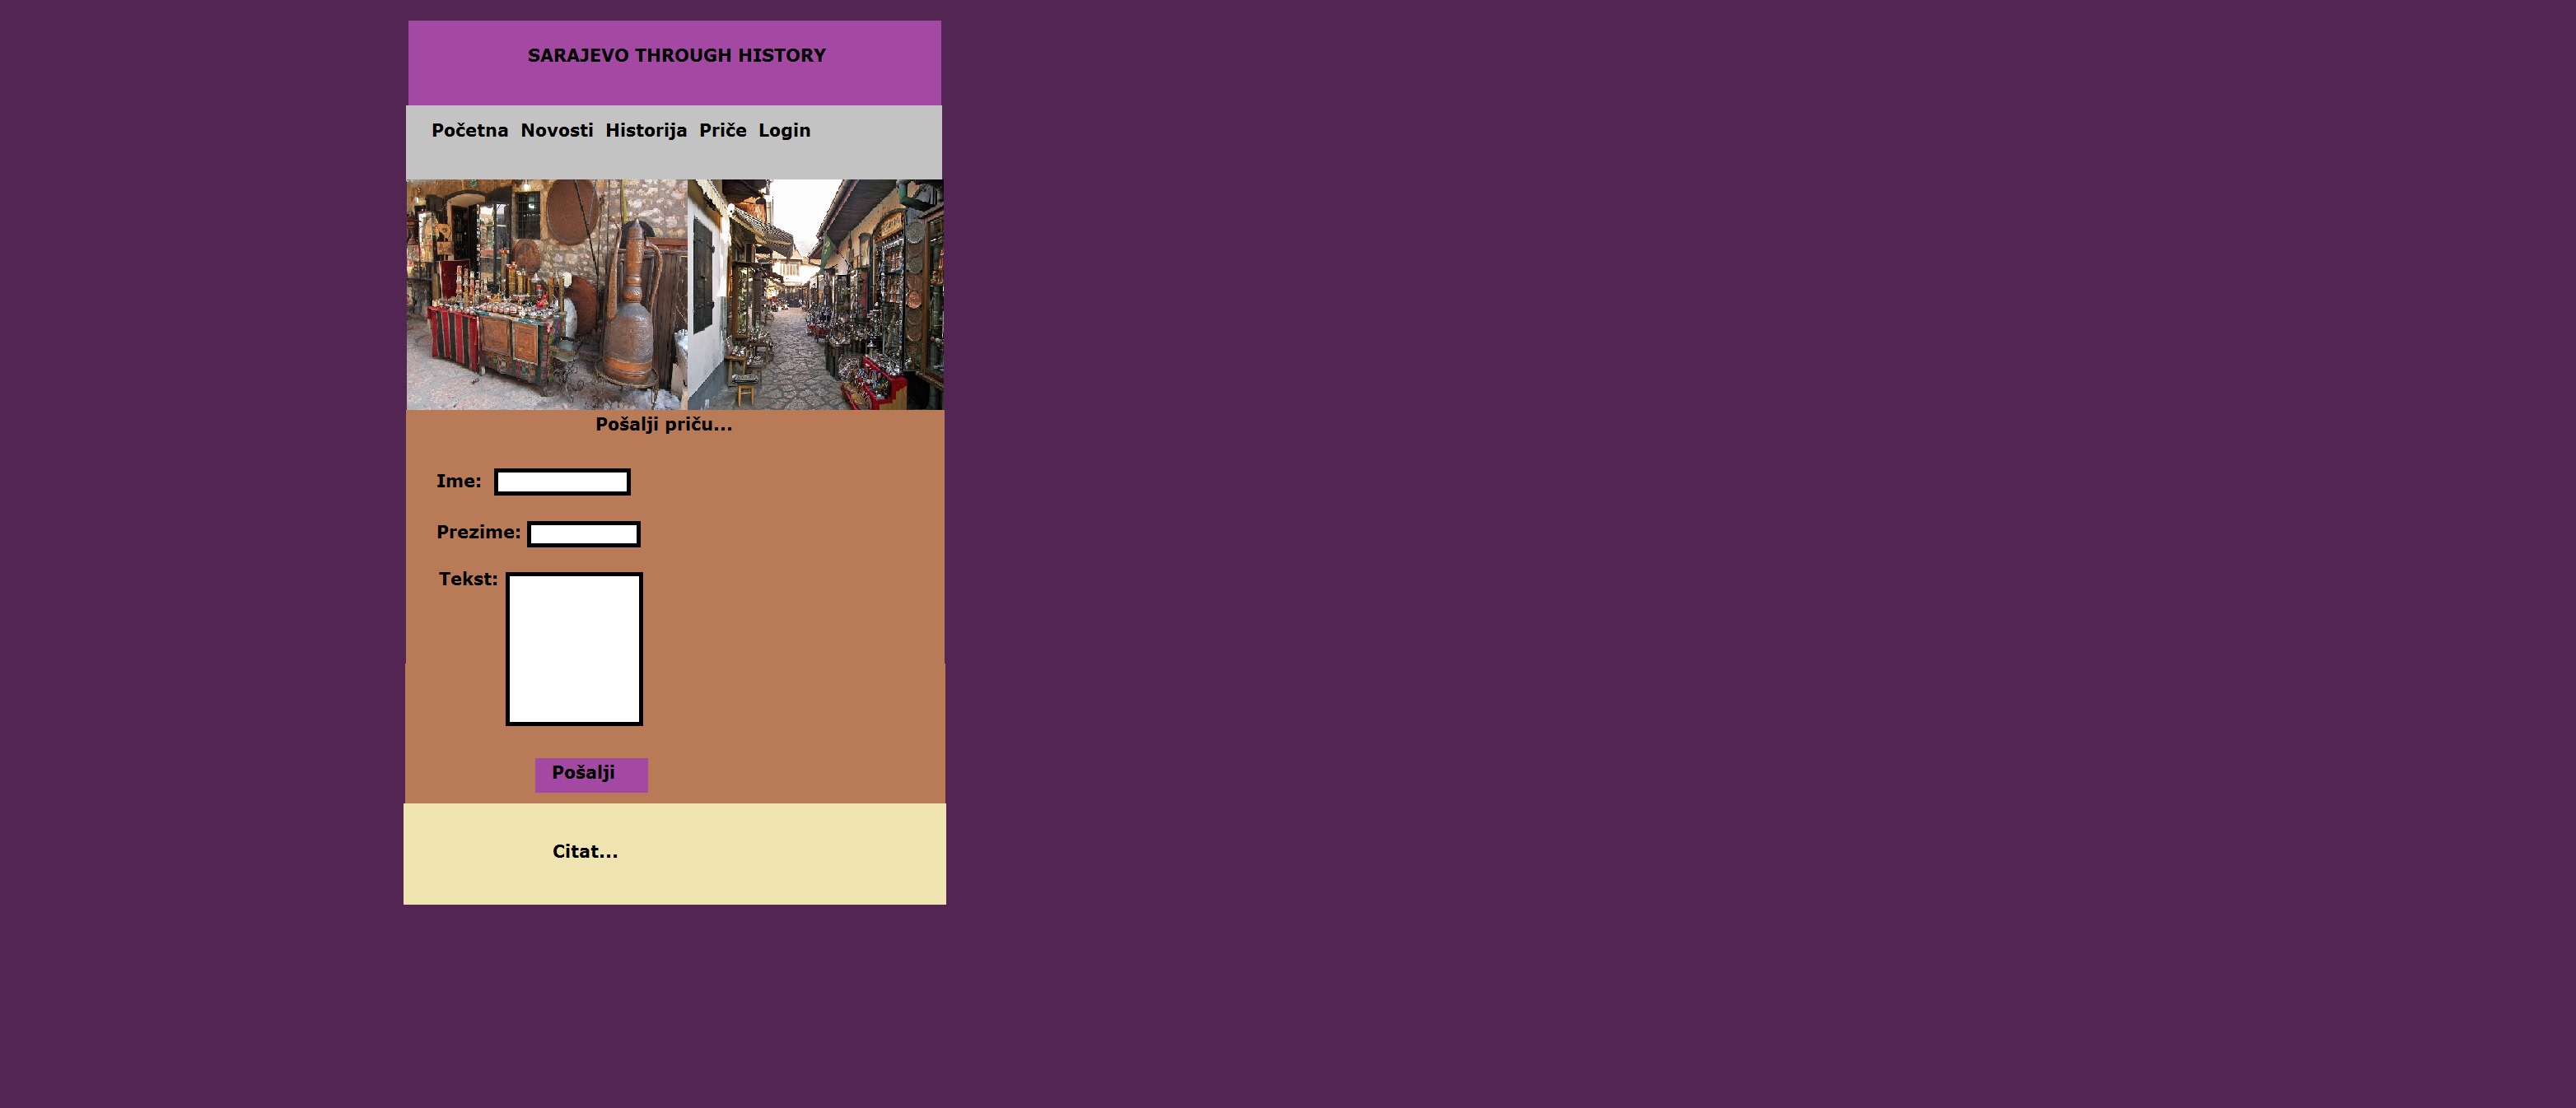 SARAJEVO THROUGH HISTORY
Početna Novosti Historija Priče Login
Pošalji priču...
Ime:
Prezime:
Tekst:
Pošalji
Citat...